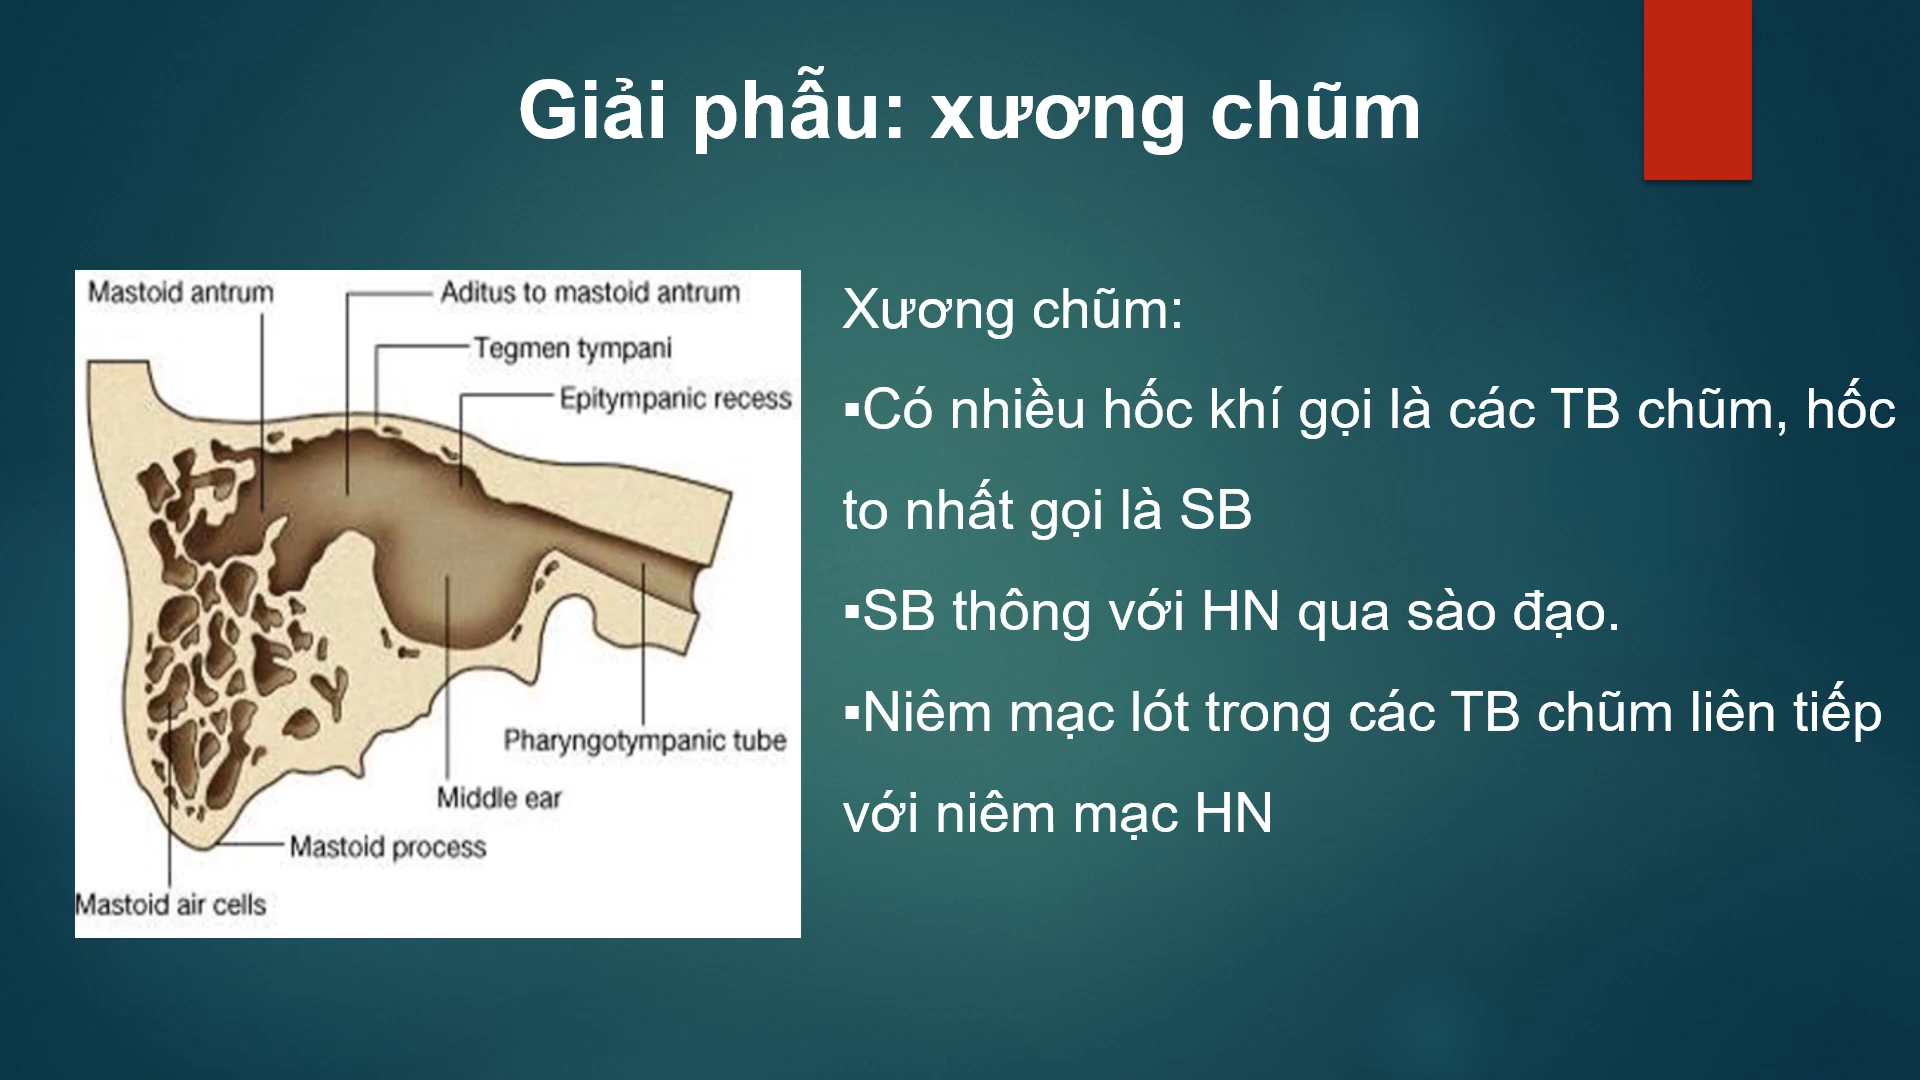 Giải phẫu: xương chũm
Mastoid antrum
Aditus to mastoid antrum
Tegmen tympani
Epitympanic recess
Pharyngotympanic tube
Middle ear
Mastoid process
Mastoid air cells
Xương chũm:
▪Có nhiều hốc khí gọi là các TB chũm, hốc
to nhất gọi là SB
▪SB thông với HN qua sào đạo.
▪Niêm mạc lót trong các TB chũm liên tiếp
với niêm mạc HN